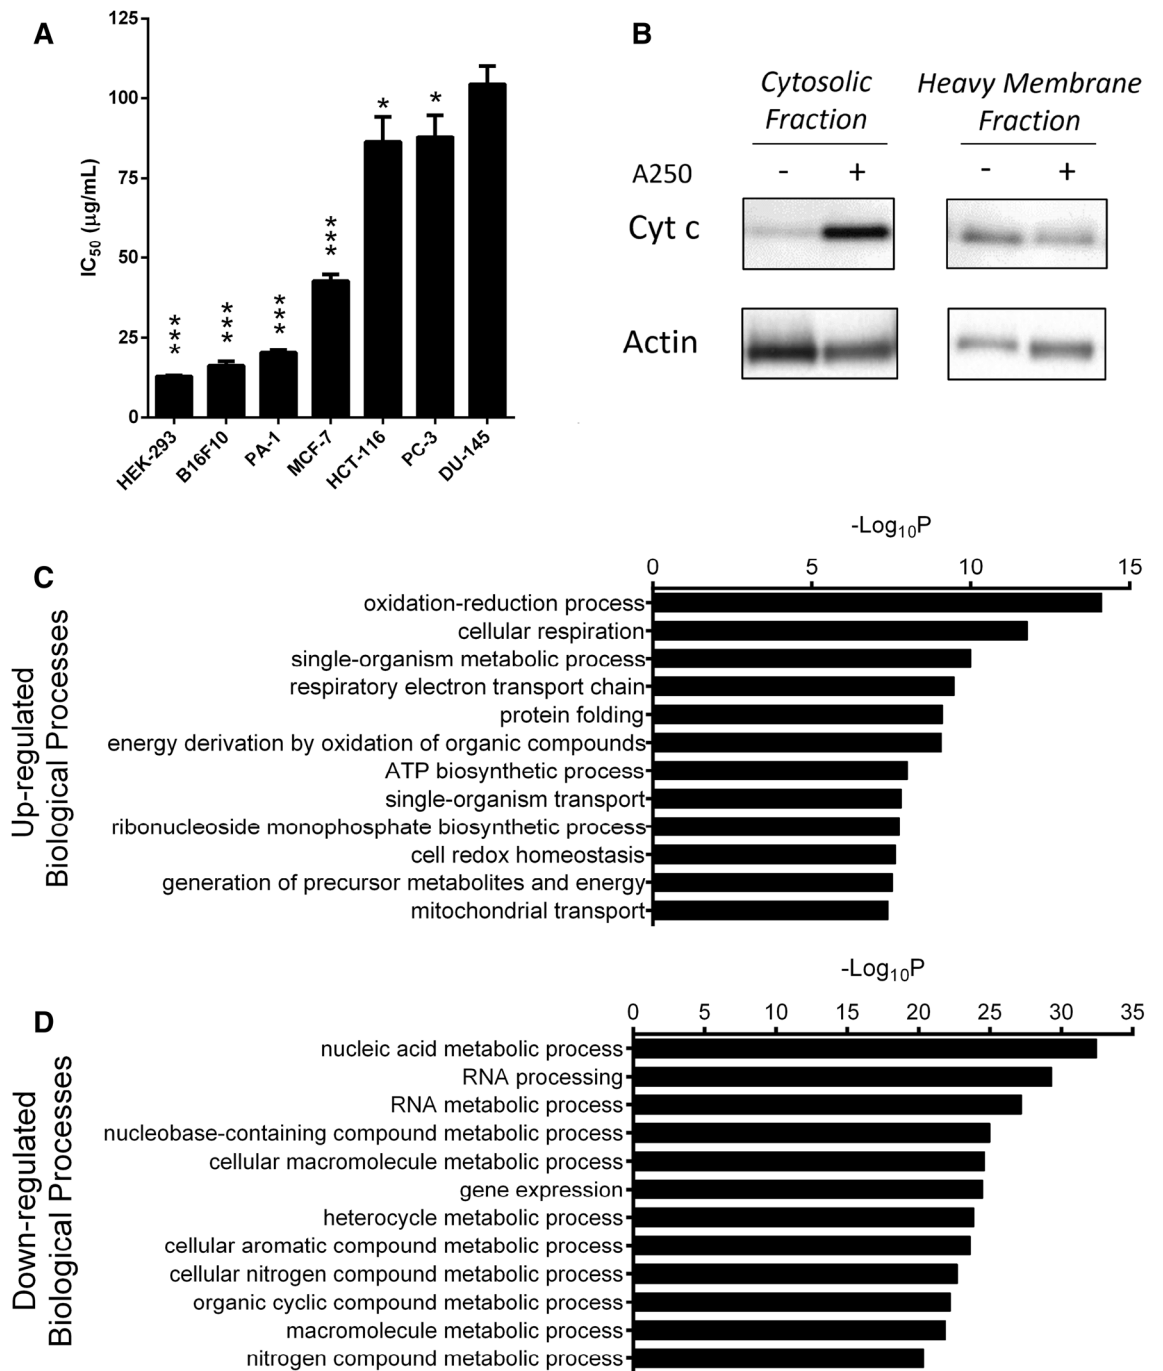 A
125
100
75
50
25
0
IC50 (μg/mL)
***
***
***
***
*
*
HEK-293
B16F10
PA-1
MCF-7
HCT-116
PC-3
DU-145
B
Cytosolic Fraction
Heavy Membrane Fraction
A250 - + - +
Cyt c
Actin
C
-Log10P
0 5 10 15
Up-regulated
Biological Processes
oxidation-reduction process
cellular respiration
single-organism metabolic process
respiratory electron transport chain
protein folding
energy derivation by oxidation of organic compounds
ATP biosynthetic process
single-organism transport
ribonucleoside monophosphate biosynthetic process
cell redox homeostasis
generation of precursor metabolites and energy
mitochondrial transport
D
-Log10P
0 5 10 15 20 25 30 35
Down-regulated
Biological Processes
nucleic acid metabolic process
RNA processing
RNA metabolic process
nucleobase-containing compound metabolic process
cellular macromolecule metabolic process
gene expression
heterocycle metabolic process
cellular aromatic compound metabolic process
cellular nitrogen compound metabolic process
organic cyclic compound metabolic process
macromolecule metabolic process
nitrogen compound metabolic process